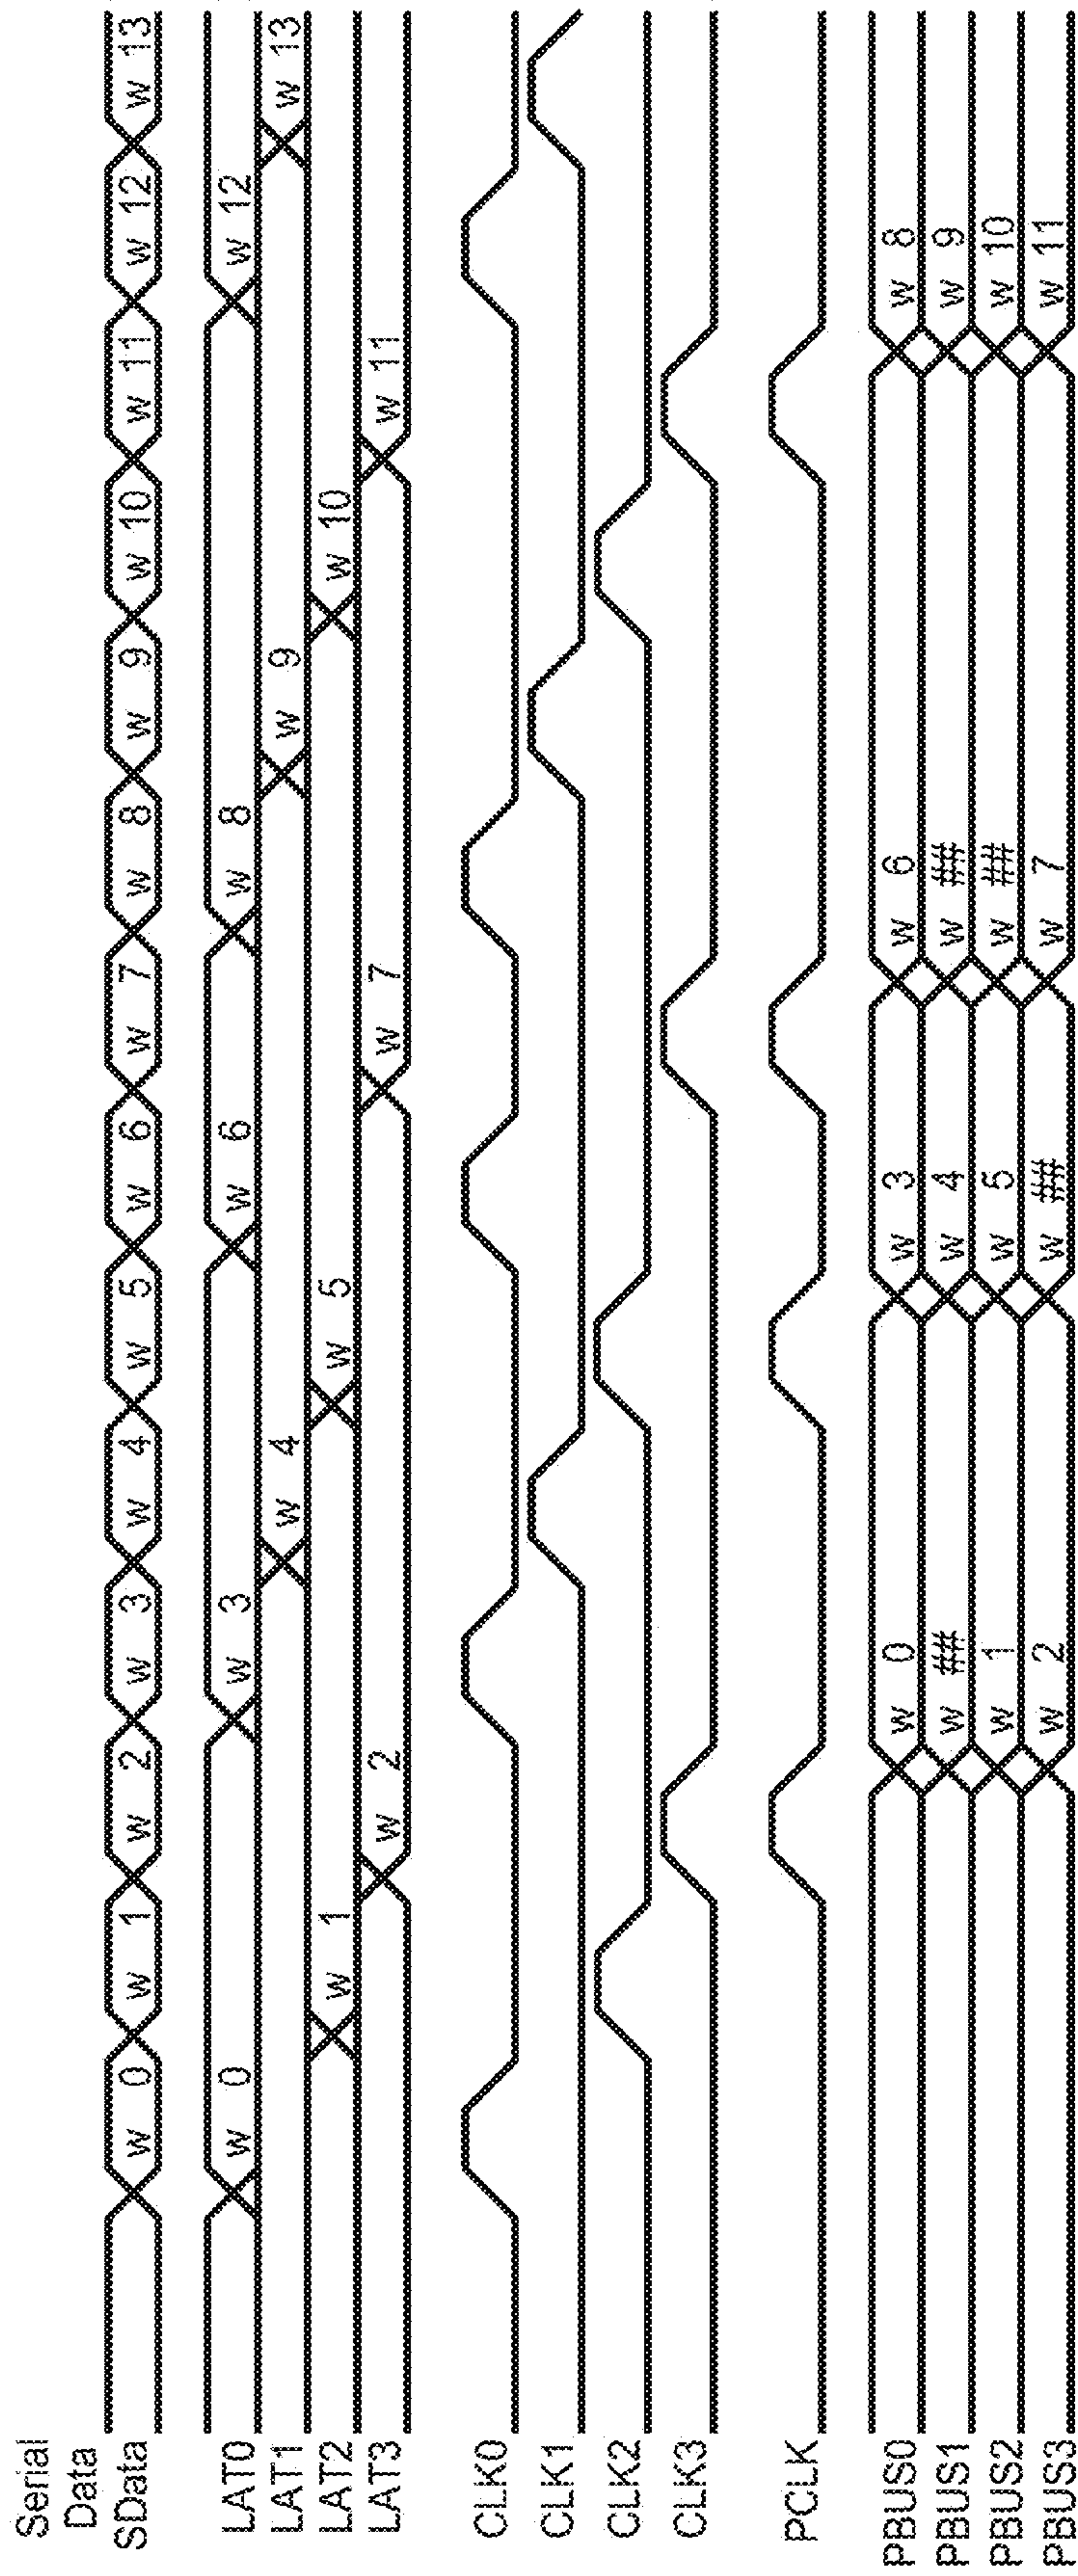 Serial
Data
SData w 0 w 1 w 2 w 3 w 4 w 5 w 6 w 7 w 8 w 9 w 10 w 11 w 12 w 13
LAT0 w 0 w 3 w 6 w 8 w 12
LAT1 w 4 w 9 w 13
LAT2 w 1 w 5 w 10
LAT3 w 2 w 7 w 11
CLK0
CLK1
CLK2
CLK3
PCLK
PBUS0 w 0 w 3 w 6 w 8
PBUS1 w ## w 4 w ## w 9
PBUS2 w 1 w 5 w ## w 10
PBUS3 w 2 w ## w 7 w 11